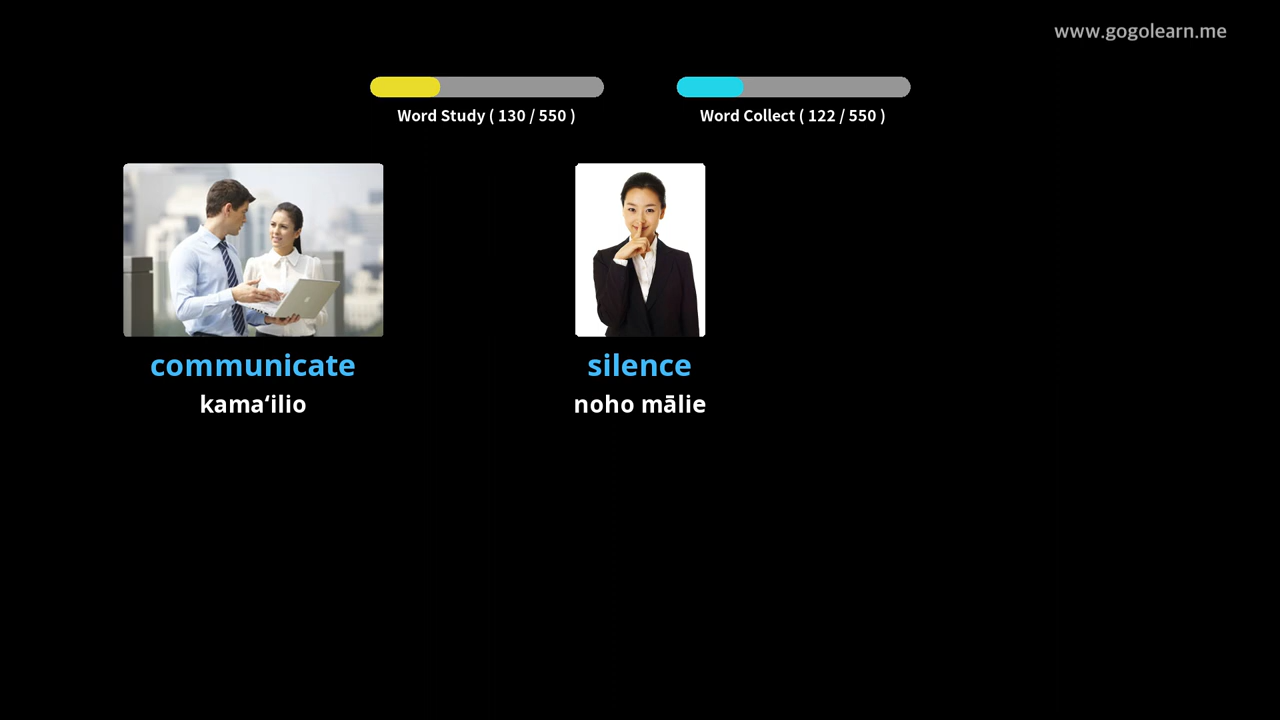 www.gogolearn.me
Word Study ( 130 / 550 )
Word Collect ( 122 / 550 )
communicate
kamaʻilio
silence
noho mālie